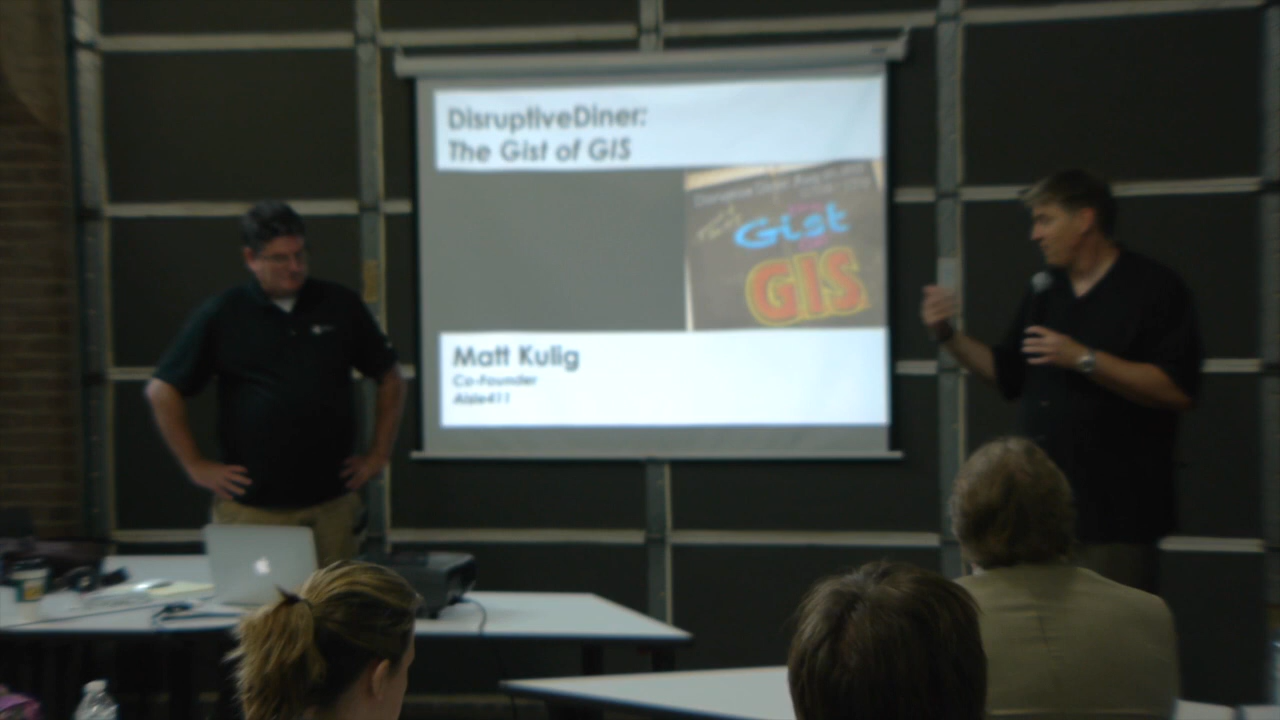 DisruptiveDiner:
The Gist of GIS
Gist
GIS
Matt Kulig
Co-Founder
Aisle411